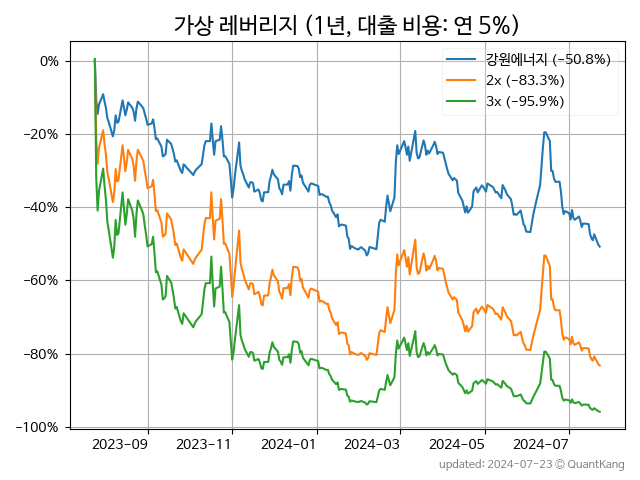 가상 레버리지 (1년, 대출 비용: 연 5%)
0%
−20%
−40%
−60%
−80%
−100%
강원에너지 (−50.8%)
2x (−83.3%)
3x (−95.9%)
2023-09
2023-11
2024-01
2024-03
2024-05
2024-07
updated: 2024-07-23 © QuantKang